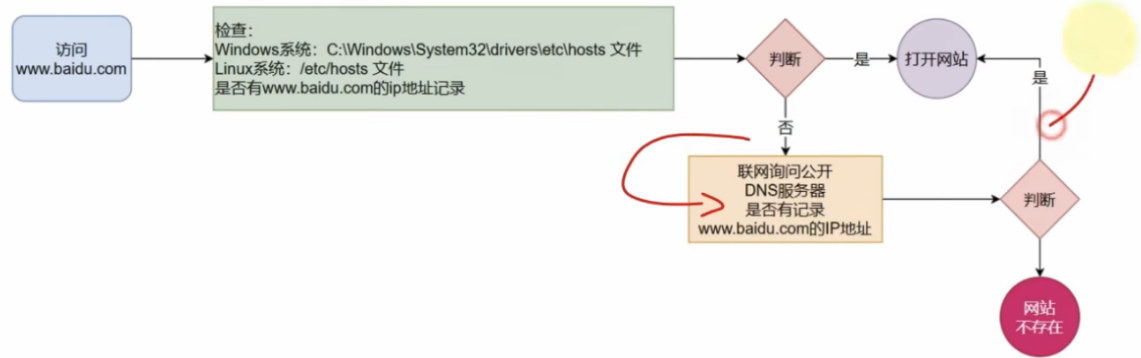 访问
www.baidu.com
检查：
Windows系统：C:\Windows\System32\drivers\etc\hosts 文件
Linux系统：/etc/hosts 文件
是否有www.baidu.com的ip地址记录
判断
是
打开网站
是
否
联网询问公开
DNS服务器
是否有记录
www.baidu.com的IP地址
判断
网站
不存在